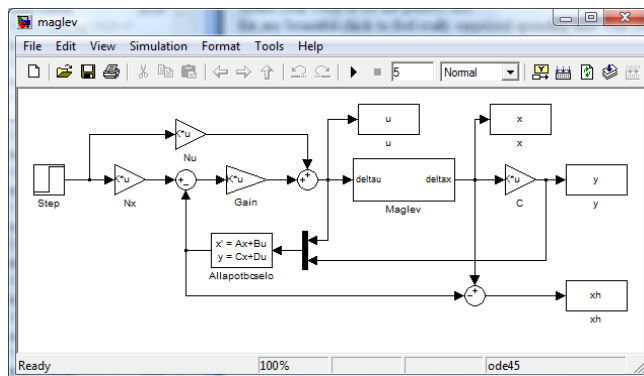 maglev
File Edit View Simulation Format Tools Help
5 Normal
u
u
x
x
K*u
Nu
Step
K*u
Nx
K*u
Gain
deltau deltax
Maglev
K*u
C
y
y
x' = Ax+Bu
y = Cx+Du
Allapotbcselo
xh
xh
Ready 100% ode45